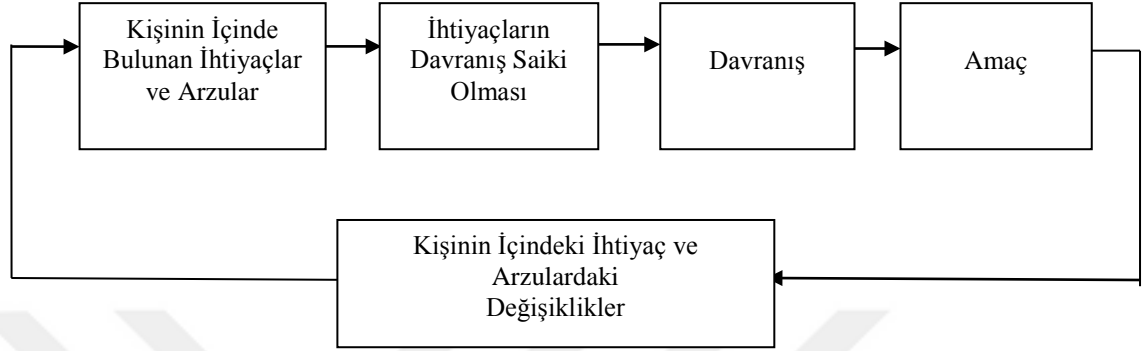 Kişinin İçinde
Bulunan İhtiyaçlar
ve Arzular
İhtiyaçların
Davranış Saiki
Olması
Davranış
Amaç
Kişinin İçindeki İhtiyaç ve
Arzulardaki
Değişiklikler